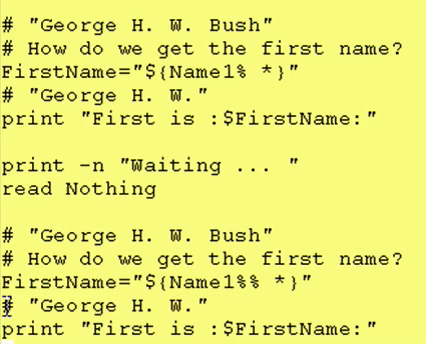 # "George H. W. Bush"
# How do we get the first name?
FirstName="${Name1% *}"
# "George H. W."
print "First is :$FirstName:"
print -n "Waiting ... "
read Nothing
# "George H. W. Bush"
# How do we get the first name?
FirstName="${Name1%% *}"
# "George H. W."
print "First is :$FirstName:"